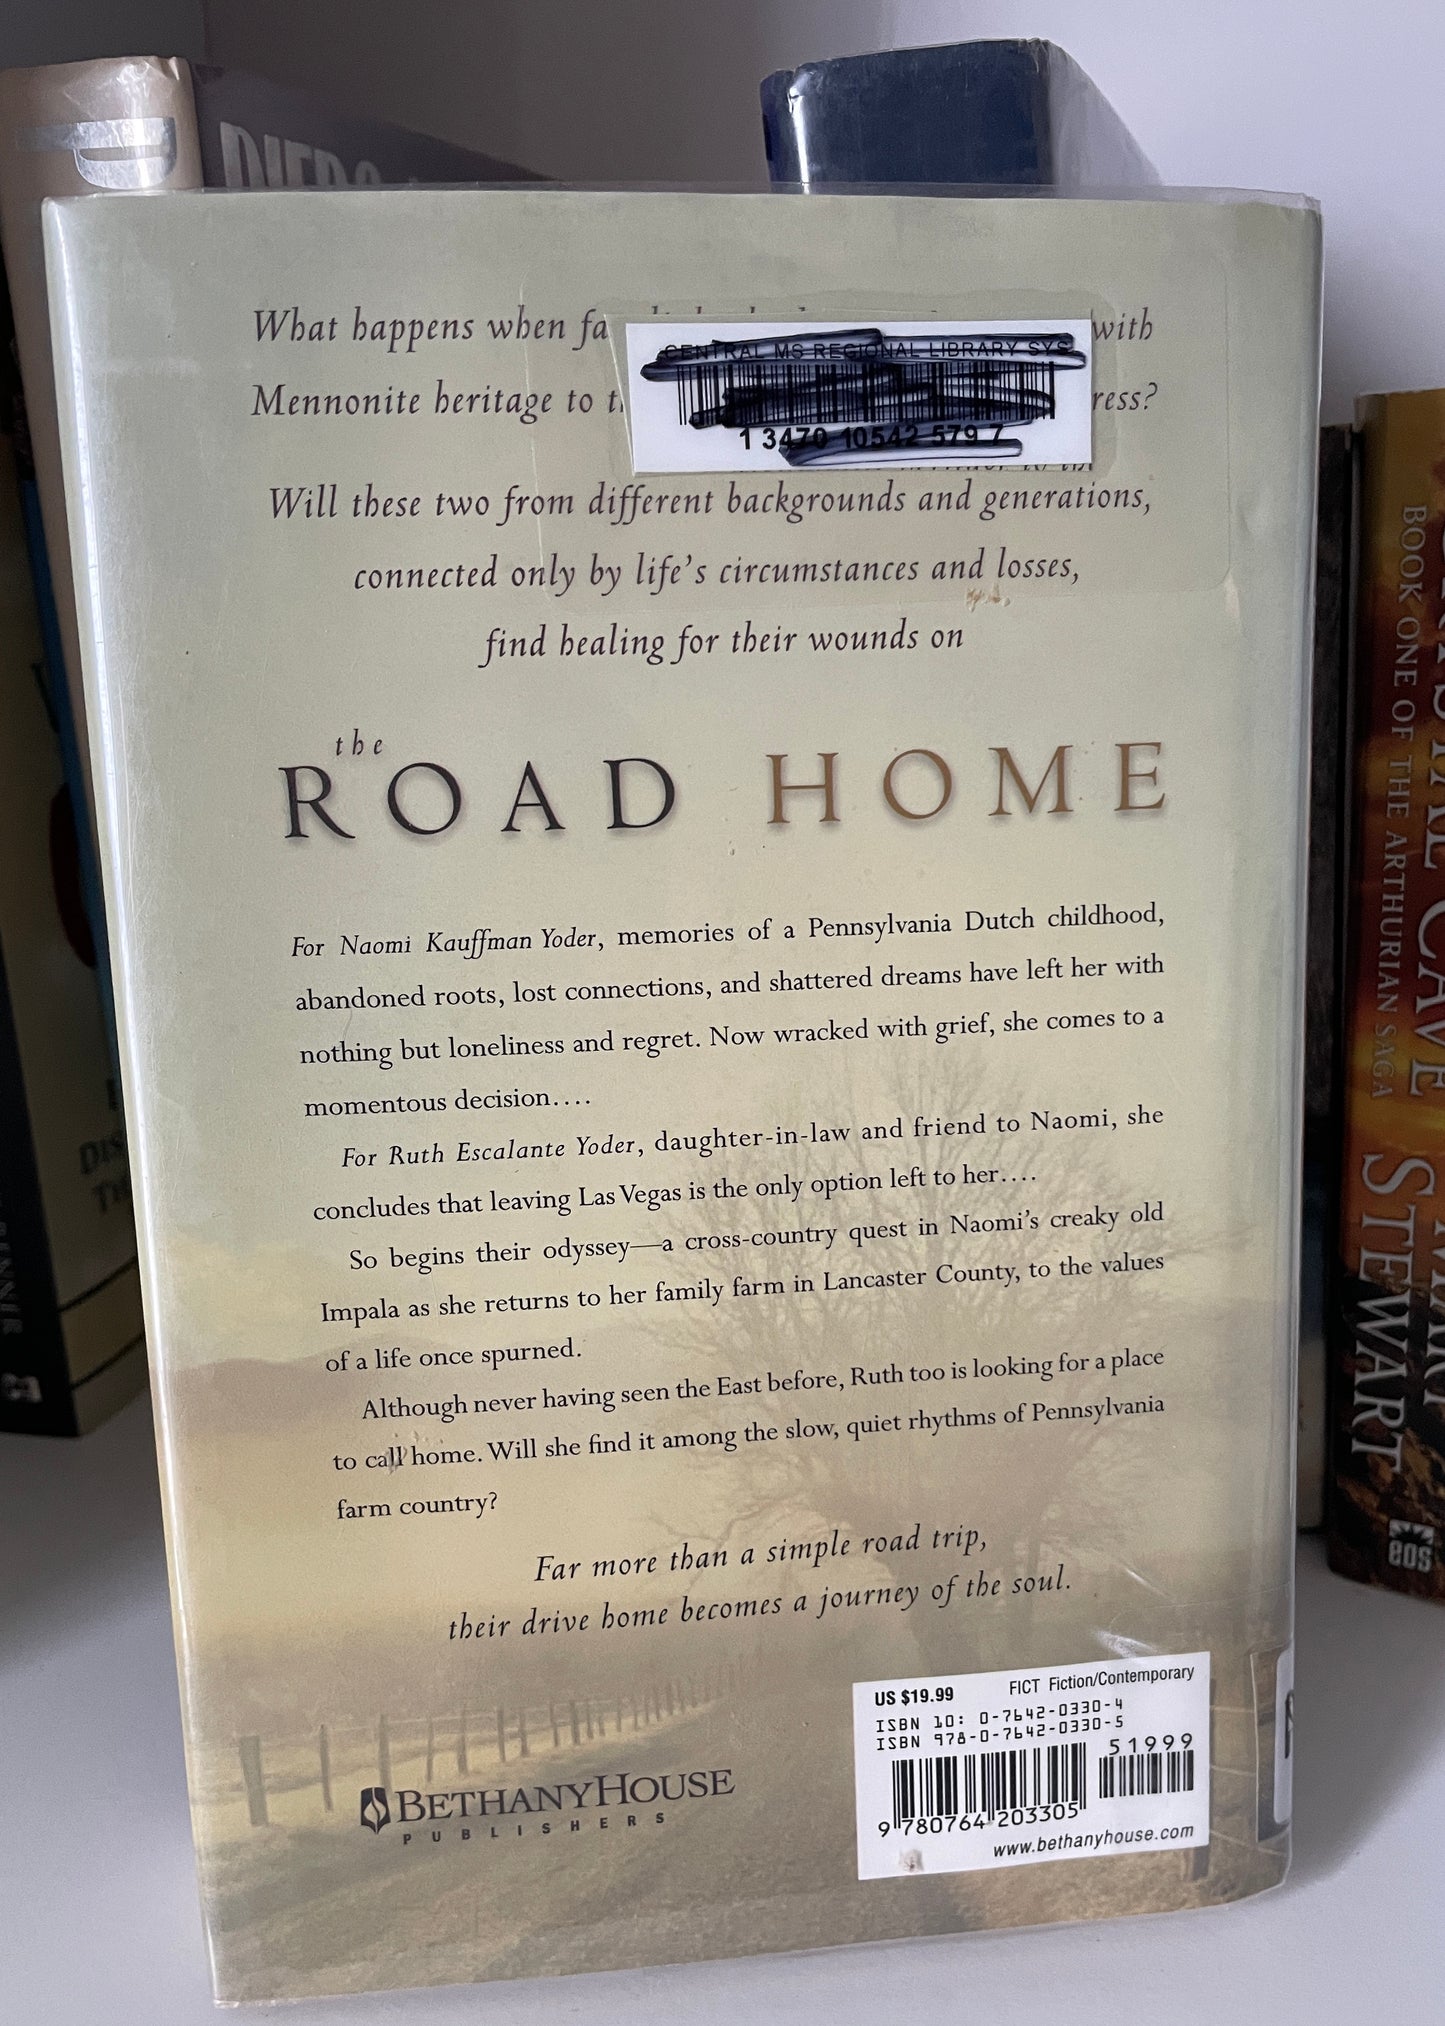 What happens when with
Mennonite heritage to
CENTRAL MS REGIONAL LIBRARY SYS
1 3470 10542 579 7
Will these two from different backgrounds and generations,
connected only by life's circumstances and losses,
find healing for their wounds on
the
ROAD HOME
For Naomi Kauffman Yoder, memories of a Pennsylvania Dutch childhood,
abandoned roots, lost connections, and shattered dreams have left her with
nothing but loneliness and regret. Now wracked with grief, she comes to a
momentous decision....
For Ruth Escalante Yoder, daughter-in-law and friend to Naomi, she
concludes that leaving Las Vegas is the only option left to her....
So begins their odyssey—a cross-country quest in Naomi's creaky old
Impala as she returns to her family farm in Lancaster County, to the values
of a life once spurned.
Although never having seen the East before, Ruth too is looking for a place
to call home. Will she find it among the slow, quiet rhythms of Pennsylvania
farm country?
Far more than a simple road trip,
their drive home becomes a journey of the soul.
BETHANYHOUSE
PUBLISHERS
US $19.99 FICT Fiction/Contemporary
ISBN 10: 0-7642-0330-4
ISBN 978-0-7642-0330-5
51999
9 780764 203305
www.bethanyhouse.com
BOOK ONE OF THE ARTHURIAN SAGA
CAVE
STEWART
eos